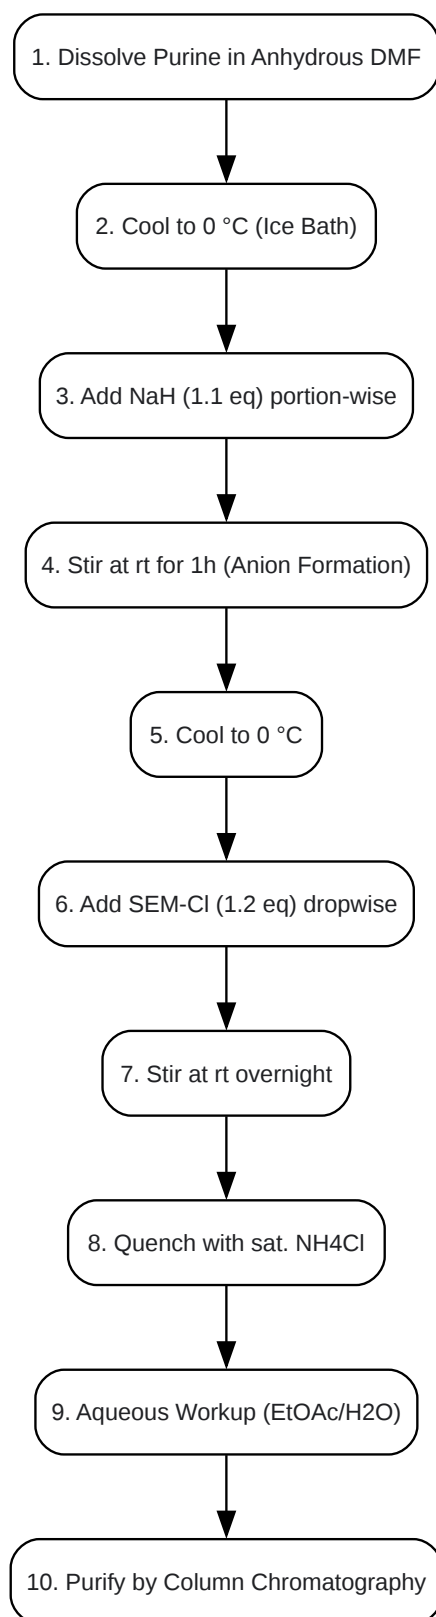 1. Dissolve Purine in Anhydrous DMF
2. Cool to 0 °C (Ice Bath)
3. Add NaH (1.1 eq) portion-wise
4. Stir at rt for 1h (Anion Formation)
5. Cool to 0 °C
6. Add SEM-Cl (1.2 eq) dropwise
7. Stir at rt overnight
8. Quench with sat. NH4Cl
9. Aqueous Workup (EtOAc/H2O)
10. Purify by Column Chromatography